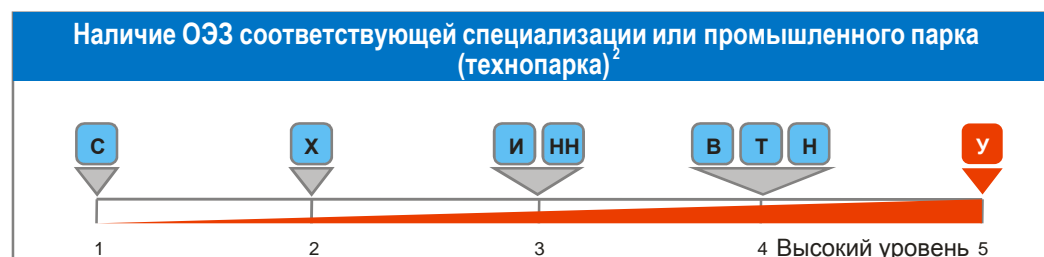 Наличие ОЭЗ соответствующей специализации или промышленного парка
(технопарка)²
С Х И НН В Т Н У
1 2 3 4 Высокий уровень 5